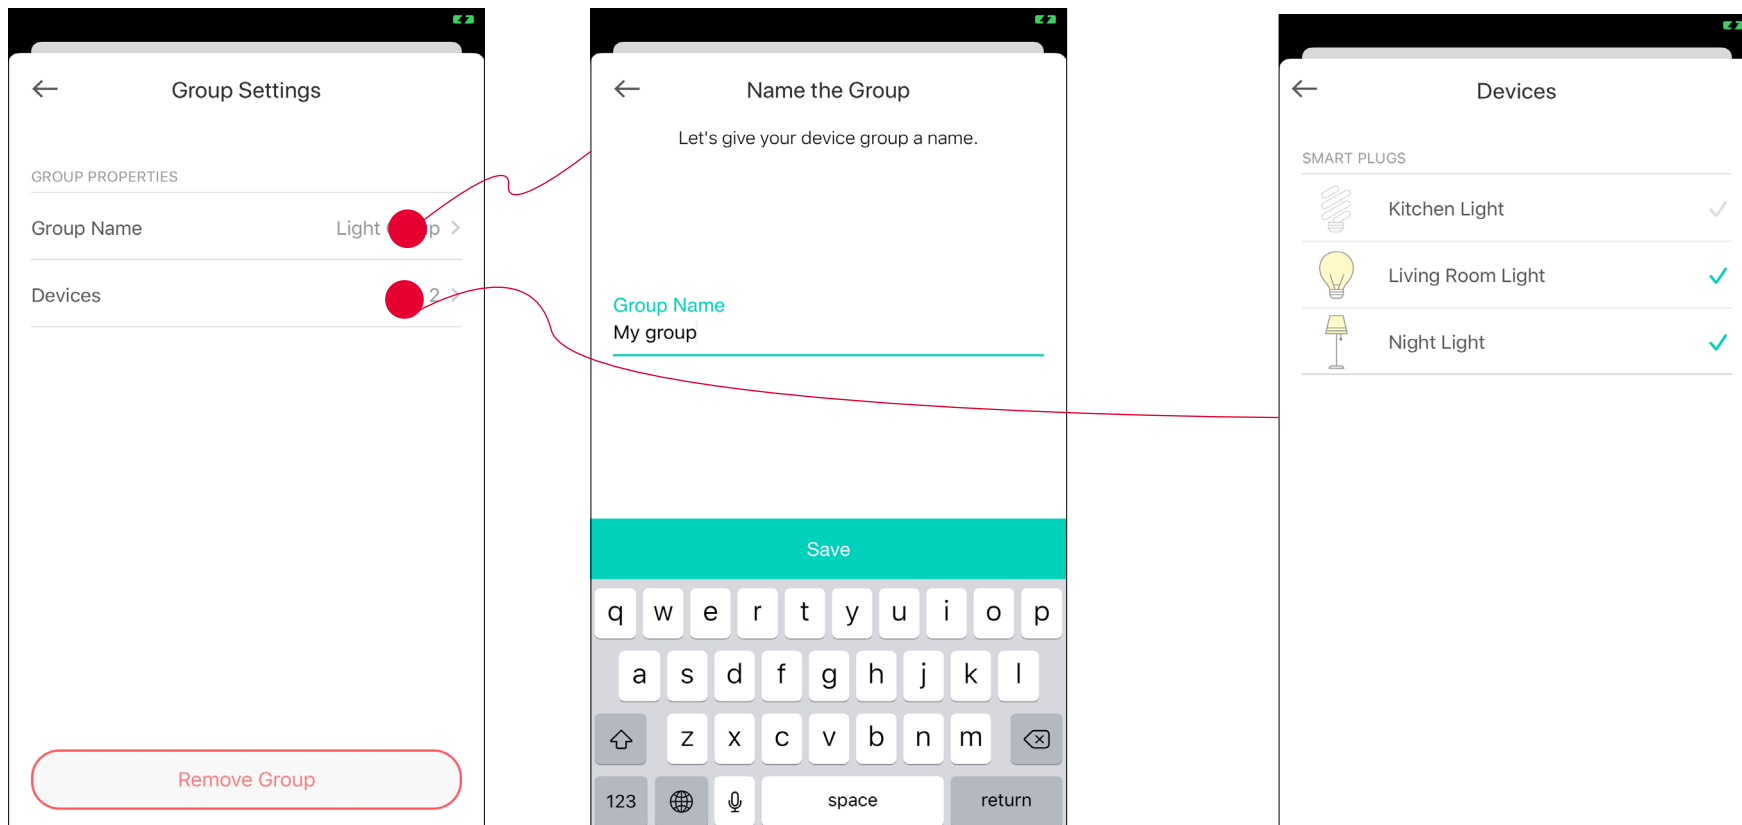 Group Settings
GROUP PROPERTIES
Group Name
Light p
Devices
2
Remove Group
Name the Group
Let's give your device group a name.
Group Name
My group
Save
q w e r t y u i o p
a s d f g h j k l
z x c v b n m
123 space return
Devices
SMART PLUGS
Kitchen Light
Living Room Light
Night Light